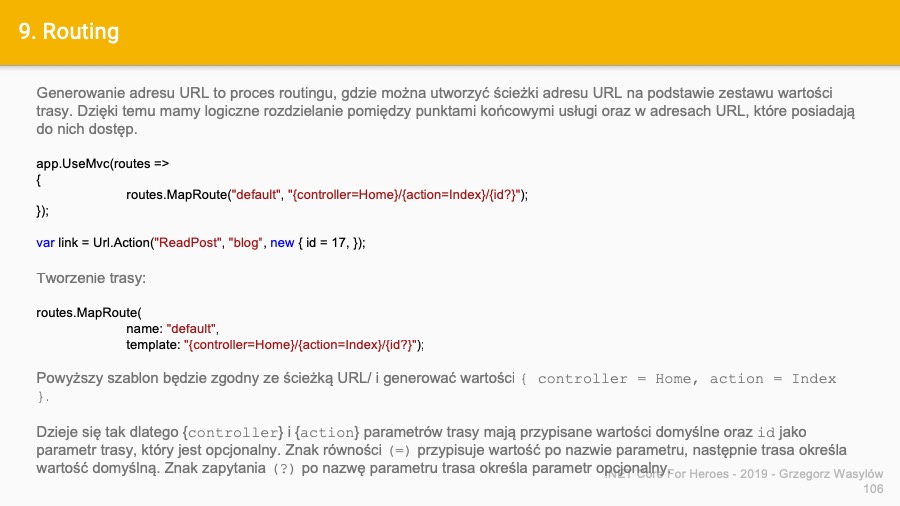 9. Routing
Generowanie adresu URL to proces routingu, gdzie można utworzyć ścieżki adresu URL na podstawie zestawu wartości
trasy. Dzięki temu mamy logiczne rozdzielanie pomiędzy punktami końcowymi usługi oraz w adresach URL, które posiadają
do nich dostęp.
app.UseMvc(routes =>
{
routes.MapRoute("default", "{controller=Home}/{action=Index}/{id?}");
});
var link = Url.Action("ReadPost", "blog", new { id = 17, });
Tworzenie trasy:
routes.MapRoute(
name: "default",
template: "{controller=Home}/{action=Index}/{id?}");
Powyższy szablon będzie zgodny ze ścieżką URL/ i generować wartości { controller = Home, action = Index
}.
Dzieje się tak dlatego {controller} i {action} parametrów trasy mają przypisane wartości domyślne oraz id jako
parametr trasy, który jest opcjonalny. Znak równości (=) przypisuje wartość po nazwie parametru, następnie trasa określa
wartość domyślną. Znak zapytania (?) po nazwę parametru trasa określa parametr opcjonalny.
.NET Core For Heroes - 2019 - Grzegorz Wasylów
106